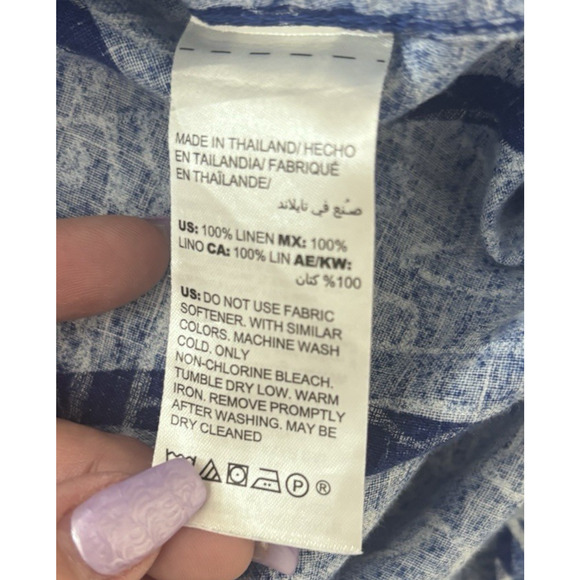 MADE IN THAILAND/ HECHO
EN TAILANDIA/ FABRIQUÉ
EN THAÏLANDE/
صنع في تايلاند
US: 100% LINEN MX: 100%
LINO CA: 100% LIN AE/KW:
100% كتان
US: DO NOT USE FABRIC
SOFTENER. WITH SIMILAR
COLORS. MACHINE WASH
COLD. ONLY
NON-CHLORINE BLEACH.
TUMBLE DRY LOW. WARM
IRON. REMOVE PROMPTLY
AFTER WASHING. MAY BE
DRY CLEANED
P ®